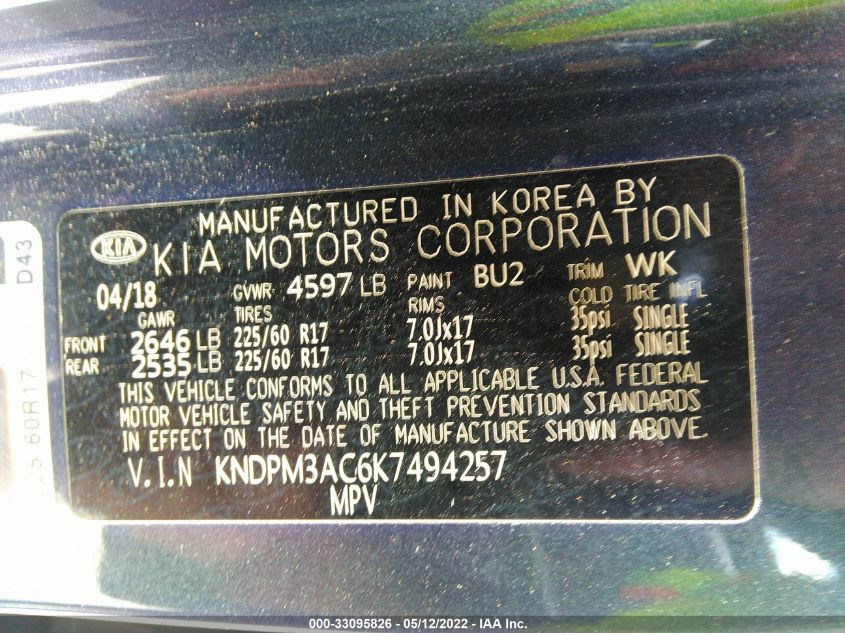 MANUFACTURED IN KOREA BY
KIA KIA MOTORS CORPORATION
04/18 GVWR 4597 LB PAINT BU2 TRIM WK
GAWR TIRES RIMS COLD TIRE INFL
FRONT 2646 LB 225/60 R17 7.0Jx17 35psi SINGLE
REAR 2535 LB 225/60 R17 7.0Jx17 35psi SINGLE
THIS VEHICLE CONFORMS TO ALL APPLICABLE U.S.A. FEDERAL
MOTOR VEHICLE SAFETY AND THEFT PREVENTION STANDARDS
IN EFFECT ON THE DATE OF MANUFACTURE SHOWN ABOVE.
V.I.N KNDPM3AC6K7494257
MPV
D43
60R17
000-33095826 - 05/12/2022 - IAA Inc.